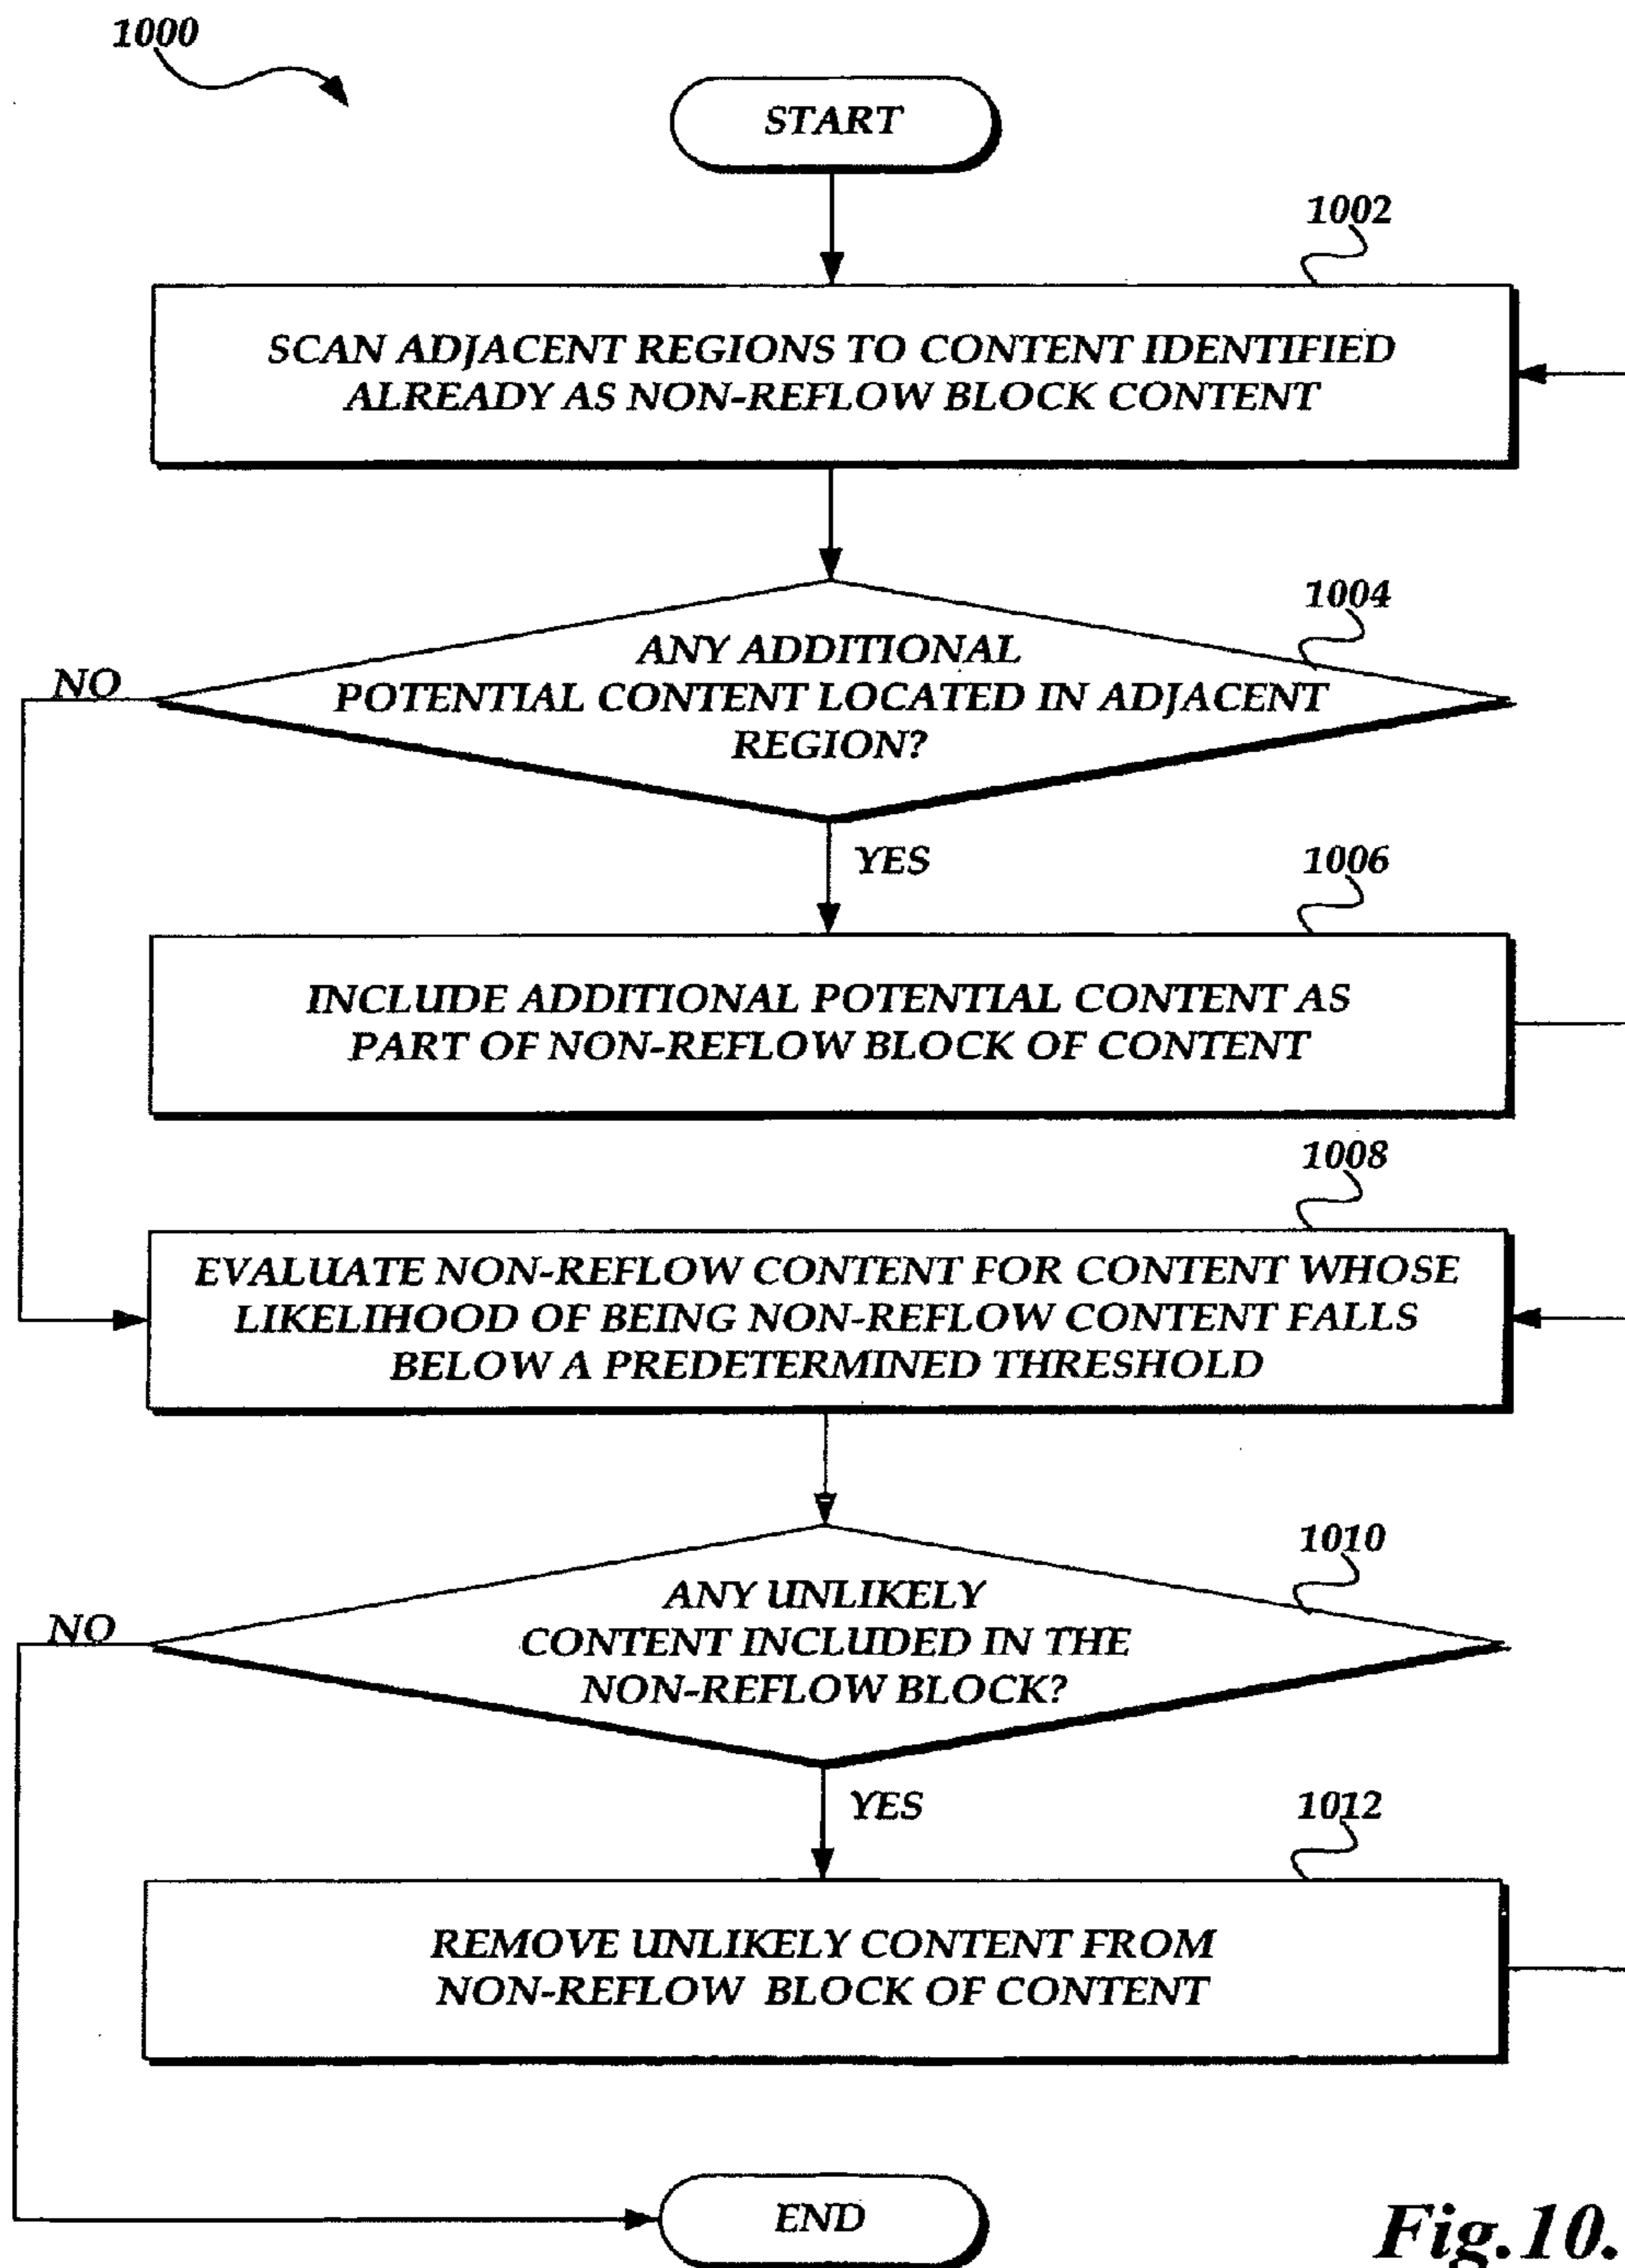 1000
START
1002
SCAN ADJACENT REGIONS TO CONTENT IDENTIFIED
ALREADY AS NON-REFLOW BLOCK CONTENT
1004
ANY ADDITIONAL
POTENTIAL CONTENT LOCATED IN ADJACENT
REGION?
NO
YES
1006
INCLUDE ADDITIONAL POTENTIAL CONTENT AS
PART OF NON-REFLOW BLOCK OF CONTENT
1008
EVALUATE NON-REFLOW CONTENT FOR CONTENT WHOSE
LIKELIHOOD OF BEING NON-REFLOW CONTENT FALLS
BELOW A PREDETERMINED THRESHOLD
1010
ANY UNLIKELY
CONTENT INCLUDED IN THE
NON-REFLOW BLOCK?
NO
YES
1012
REMOVE UNLIKELY CONTENT FROM
NON-REFLOW BLOCK OF CONTENT
END
Fig.10.